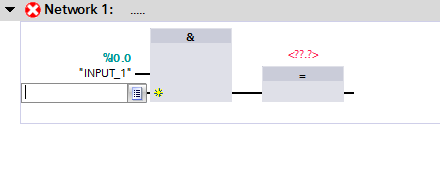 Network 1: .....
&
%I0.0
"INPUT_1"
<??.?>
=